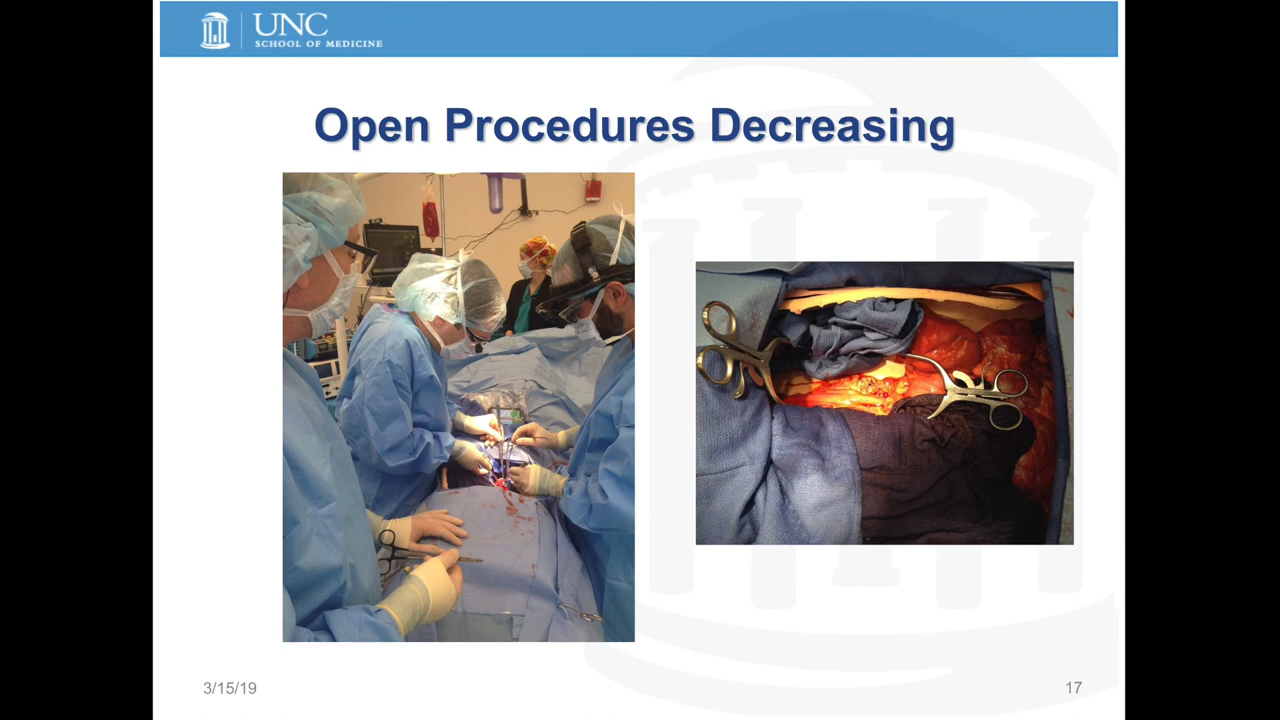 UNC
SCHOOL OF MEDICINE
Open Procedures Decreasing
3/15/19
17